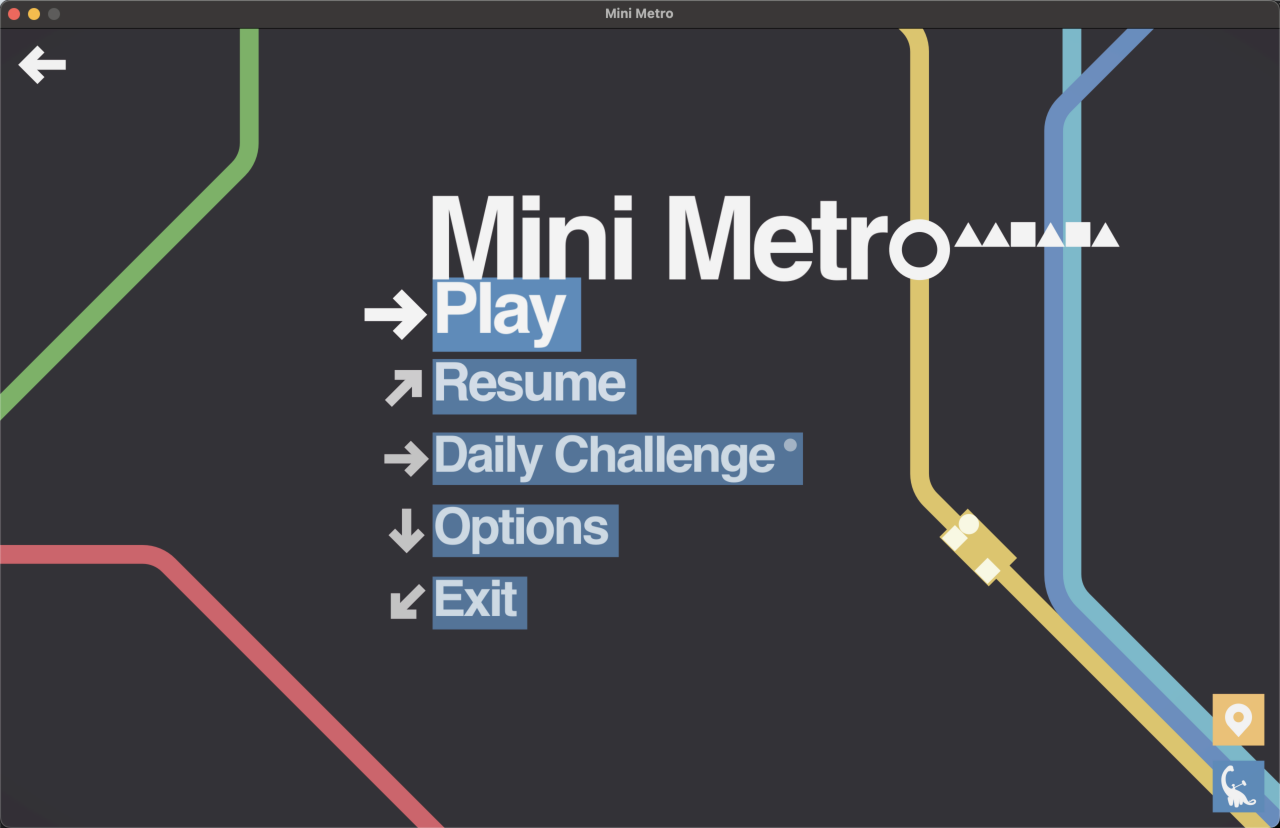 Mini Metro
Mini Metro
Play
Resume
Daily Challenge
Options
Exit